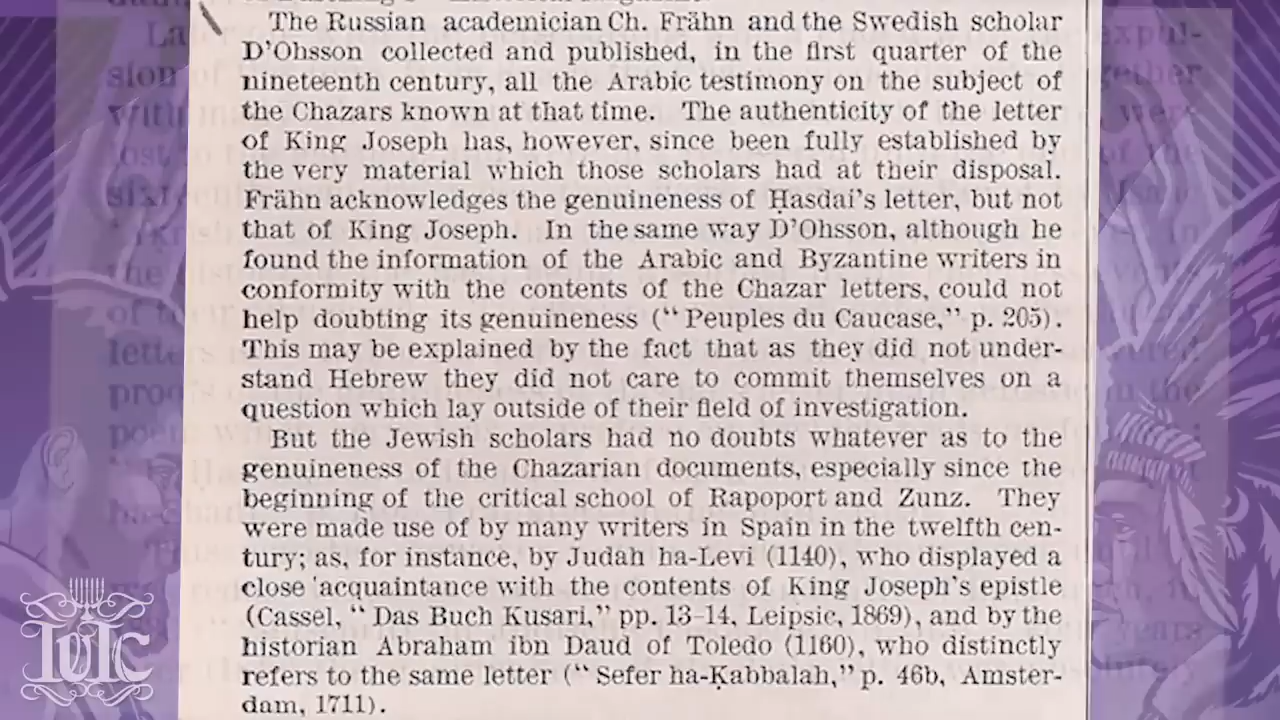 The Russian academician Ch. Frähn and the Swedish scholar
D'Ohsson collected and published, in the first quarter of the
nineteenth century, all the Arabic testimony on the subject of
the Chazars known at that time. The authenticity of the letter
of King Joseph has, however, since been fully established by
the very material which those scholars had at their disposal.
Frähn acknowledges the genuineness of Ḥasdai's letter, but not
that of King Joseph. In the same way D'Ohsson, although he
found the information of the Arabic and Byzantine writers in
conformity with the contents of the Chazar letters, could not
help doubting its genuineness ("Peuples du Caucase," p. 205).
This may be explained by the fact that as they did not under-
stand Hebrew they did not care to commit themselves on a
question which lay outside of their field of investigation.
But the Jewish scholars had no doubts whatever as to the
genuineness of the Chazarian documents, especially since the
beginning of the critical school of Rapoport and Zunz. They
were made use of by many writers in Spain in the twelfth cen-
tury; as, for instance, by Judah ha-Levi (1140), who displayed a
close acquaintance with the contents of King Joseph's epistle
(Cassel, "Das Buch Kusari," pp. 13-14, Leipsic, 1869), and by the
historian Abraham ibn Daud of Toledo (1160), who distinctly
refers to the same letter ("Sefer ha-Ḳabbalah," p. 46b, Amster-
dam, 1711).
IUIC